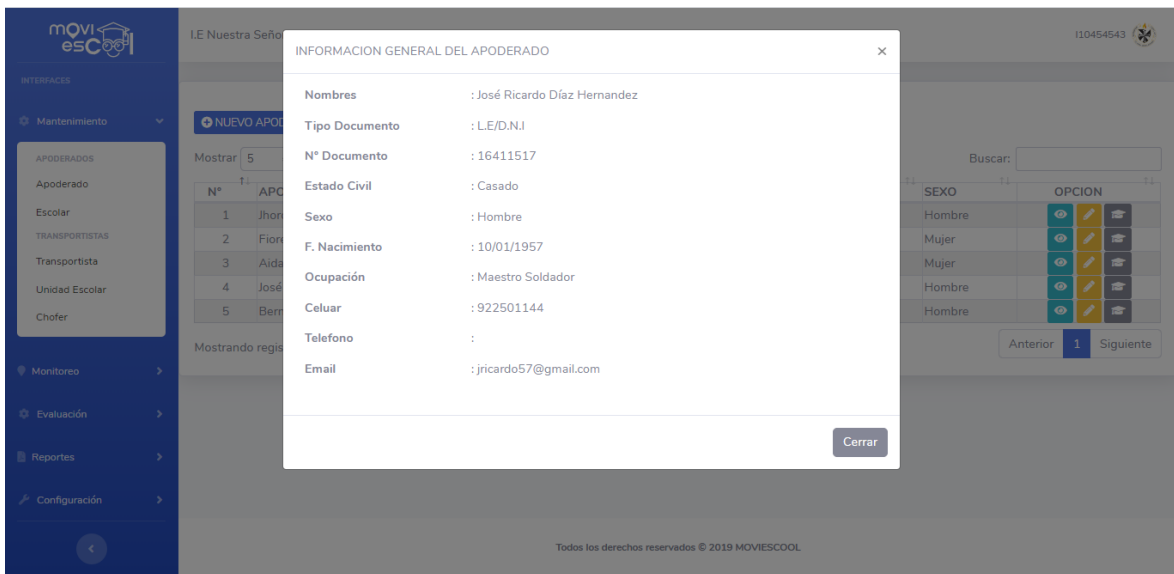 movi
escool
I.E Nuestra Seño
I10454543
INTERFACES
Mantenimiento
APODERADOS
Apoderado
Escolar
TRANSPORTISTAS
Transportista
Unidad Escolar
Chofer
Monitoreo
Evaluación
Reportes
Configuración
NUEVO APOD
Mostrar 5
Buscar:
N° APO SEXO OPCION
1 Jhon Hombre
2 Fiore Mujer
3 Aida Mujer
4 José Hombre
5 Bern Hombre
Mostrando regis
Anterior 1 Siguiente
INFORMACION GENERAL DEL APODERADO ×
Nombres : José Ricardo Díaz Hernandez
Tipo Documento : L.E/D.N.I
N° Documento : 16411517
Estado Civil : Casado
Sexo : Hombre
F. Nacimiento : 10/01/1957
Ocupación : Maestro Soldador
Celuar : 922501144
Telefono :
Email : jricardo57@gmail.com
Cerrar
Todos los derechos reservados © 2019 MOVIESCOOL